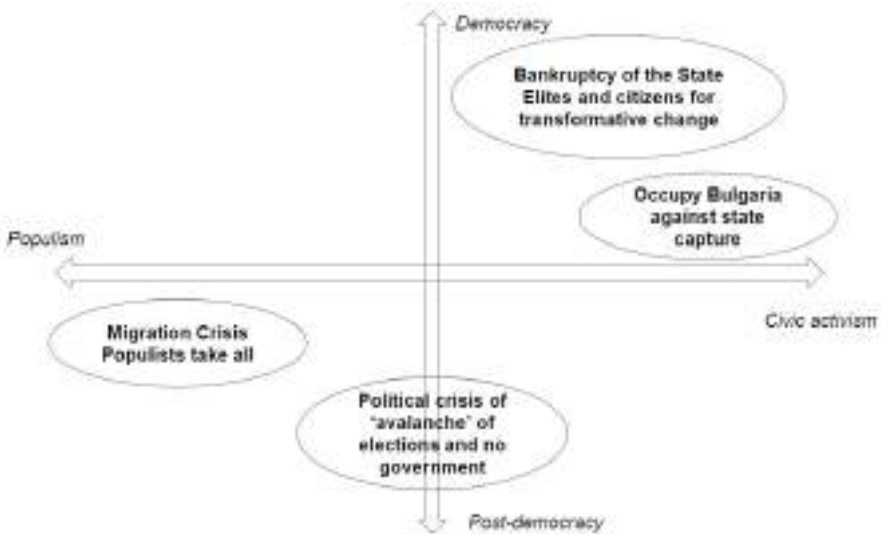 Democracy
Bankruptcy of the State
Elites and citizens for
transformative change
Occupy Bulgaria
against state
capture
Populism
Civic activism
Migration Crisis
Populists take all
Political crisis of
"avalanche" of
elections and no
government
Post-democracy